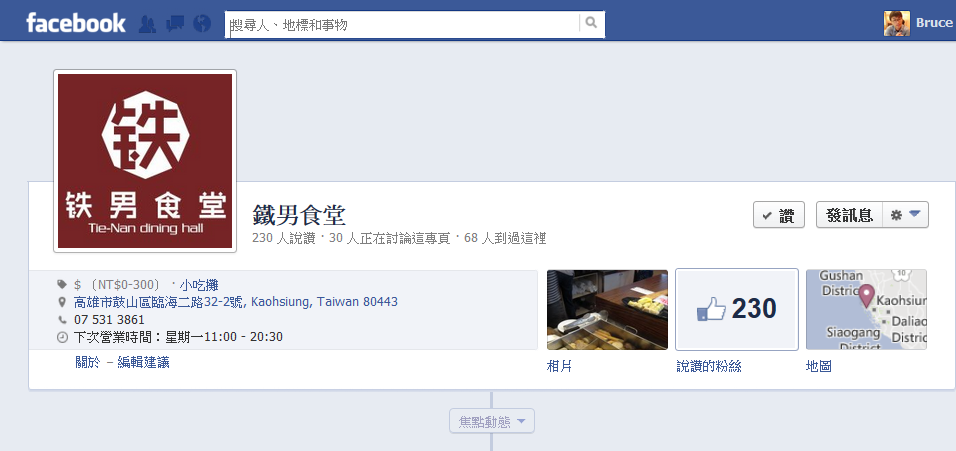 facebook
搜尋人、地標和事物
Bruce
铁
铁男食堂
Tie-Nan dining hall
鐵男食堂
230 人說讚 · 30 人正在討論這專頁 · 68 人到過這裡
讚
發訊息
$ （NT$0-300） · 小吃攤
高雄市鼓山區臨海二路32-2號, Kaohsiung, Taiwan 80443
07 531 3861
下次營業時間：星期一11:00 - 20:30
關於 – 編輯建議
230
10
Gushan
District
Kaohsiun
Daliao
Distric
Siaogang
District
相片
說讚的粉絲
地圖
焦點動態